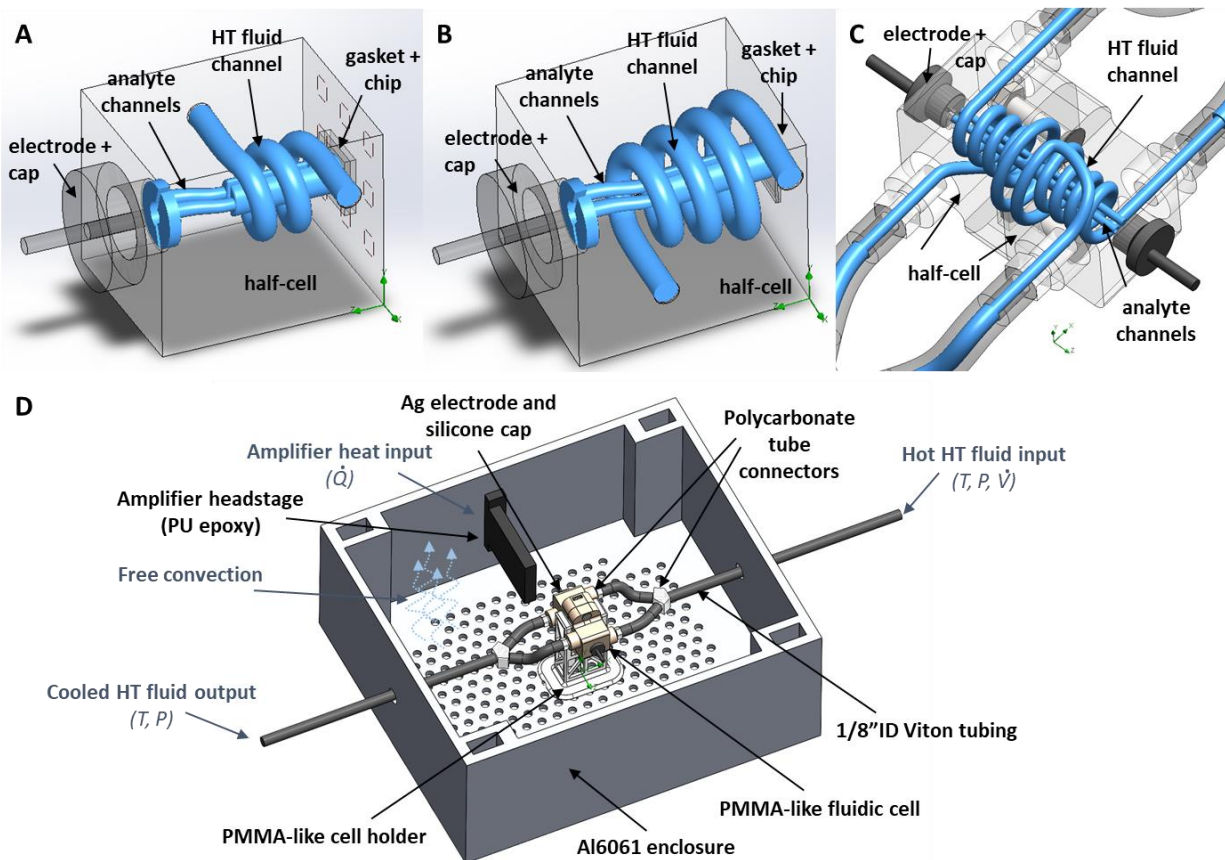 A
HT fluid
channel
gasket +
chip
analyte
channels
electrode +
cap
half-cell
Y
Z
X
B
HT fluid
channel
gasket +
chip
analyte
channels
electrode +
cap
half-cell
Y
Z
X
C
electrode +
cap
HT fluid
channel
half-cell
analyte
channels
Y
X
Z
D
Ag electrode and
silicone cap
Polycarbonate
tube
connectors
Amplifier heat input
(Q̇)
Hot HT fluid input
(T, P, V̇)
Amplifier headstage
(PU epoxy)
Free convection
Cooled HT fluid output
(T, P)
1/8”ID Viton tubing
PMMA-like fluidic cell
PMMA-like cell holder
Al6061 enclosure